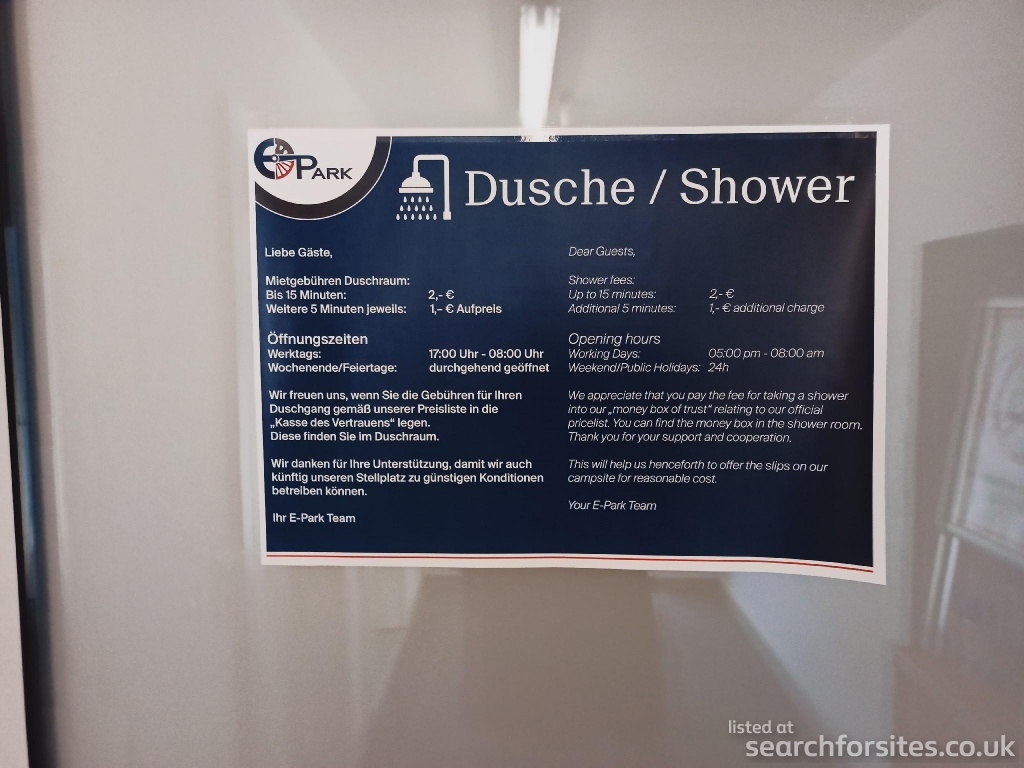 E-PARK
Dusche / Shower
Liebe Gäste,
Mietgebühren Duschraum:
Bis 15 Minuten: 2,- €
Weitere 5 Minuten jeweils: 1,- € Aufpreis
Öffnungszeiten
Werktags: 17:00 Uhr - 08:00 Uhr
Wochenende/Feiertage: durchgehend geöffnet
Wir freuen uns, wenn Sie die Gebühren für Ihren
Duschgang gemäß unserer Preisliste in die
„Kasse des Vertrauens“ legen.
Diese finden Sie im Duschraum.
Wir danken für Ihre Unterstützung, damit wir auch
künftig unseren Stellplatz zu günstigen Konditionen
betreiben können.
Ihr E-Park Team
Dear Guests,
Shower fees:
Up to 15 minutes: 2,- €
Additional 5 minutes: 1,- € additional charge
Opening hours
Working Days: 05:00 pm - 08:00 am
Weekend/Public Holidays: 24h
We appreciate that you pay the fee for taking a shower
into our „money box of trust“ relating to our official
pricelist. You can find the money box in the shower room.
Thank you for your support and cooperation.
This will help us henceforth to offer the slips on our
campsite for reasonable cost.
Your E-Park Team
listed at
searchforsites.co.uk